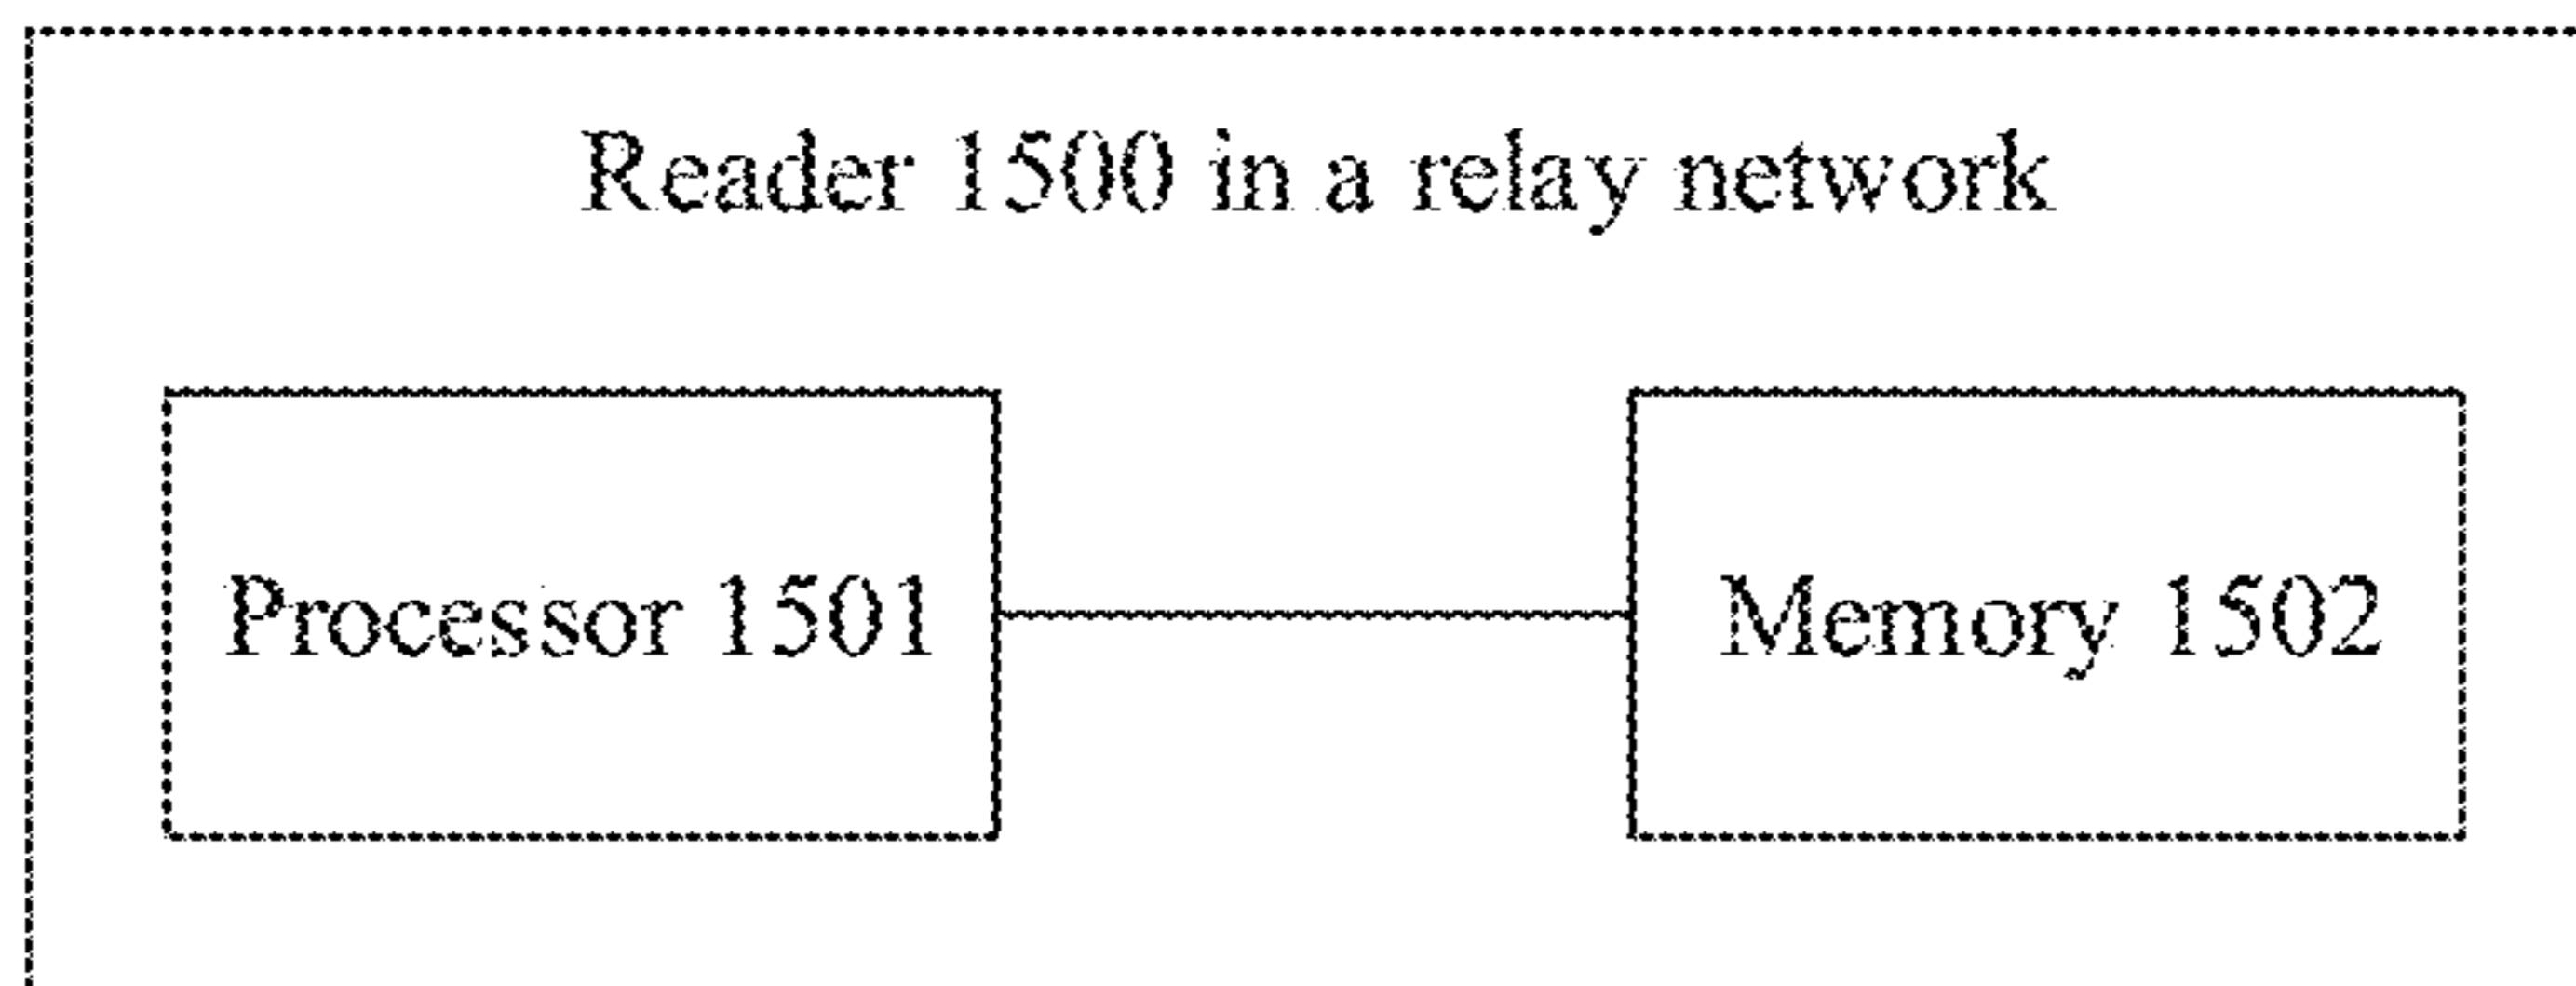 Reader 1500 in a relay network
Processor 1501
Memory 1502